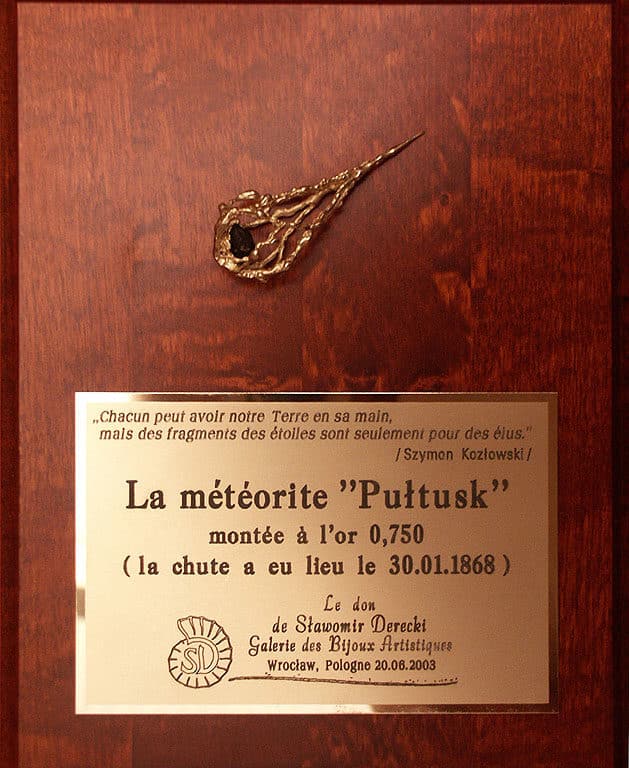 „Chacun peut avoir notre Terre en sa main,
mais des fragments des étoiles sont seulement pour des élus."
/Szymon Kozłowski/
La météorite "Pułtusk"
montée à l'or 0,750
( la chute a eu lieu le 30.01.1868 )
Le don
de Sławomir Derecki
Galerie des Bijoux Artistiques
Wrocław, Pologne 20.06.2003
SD